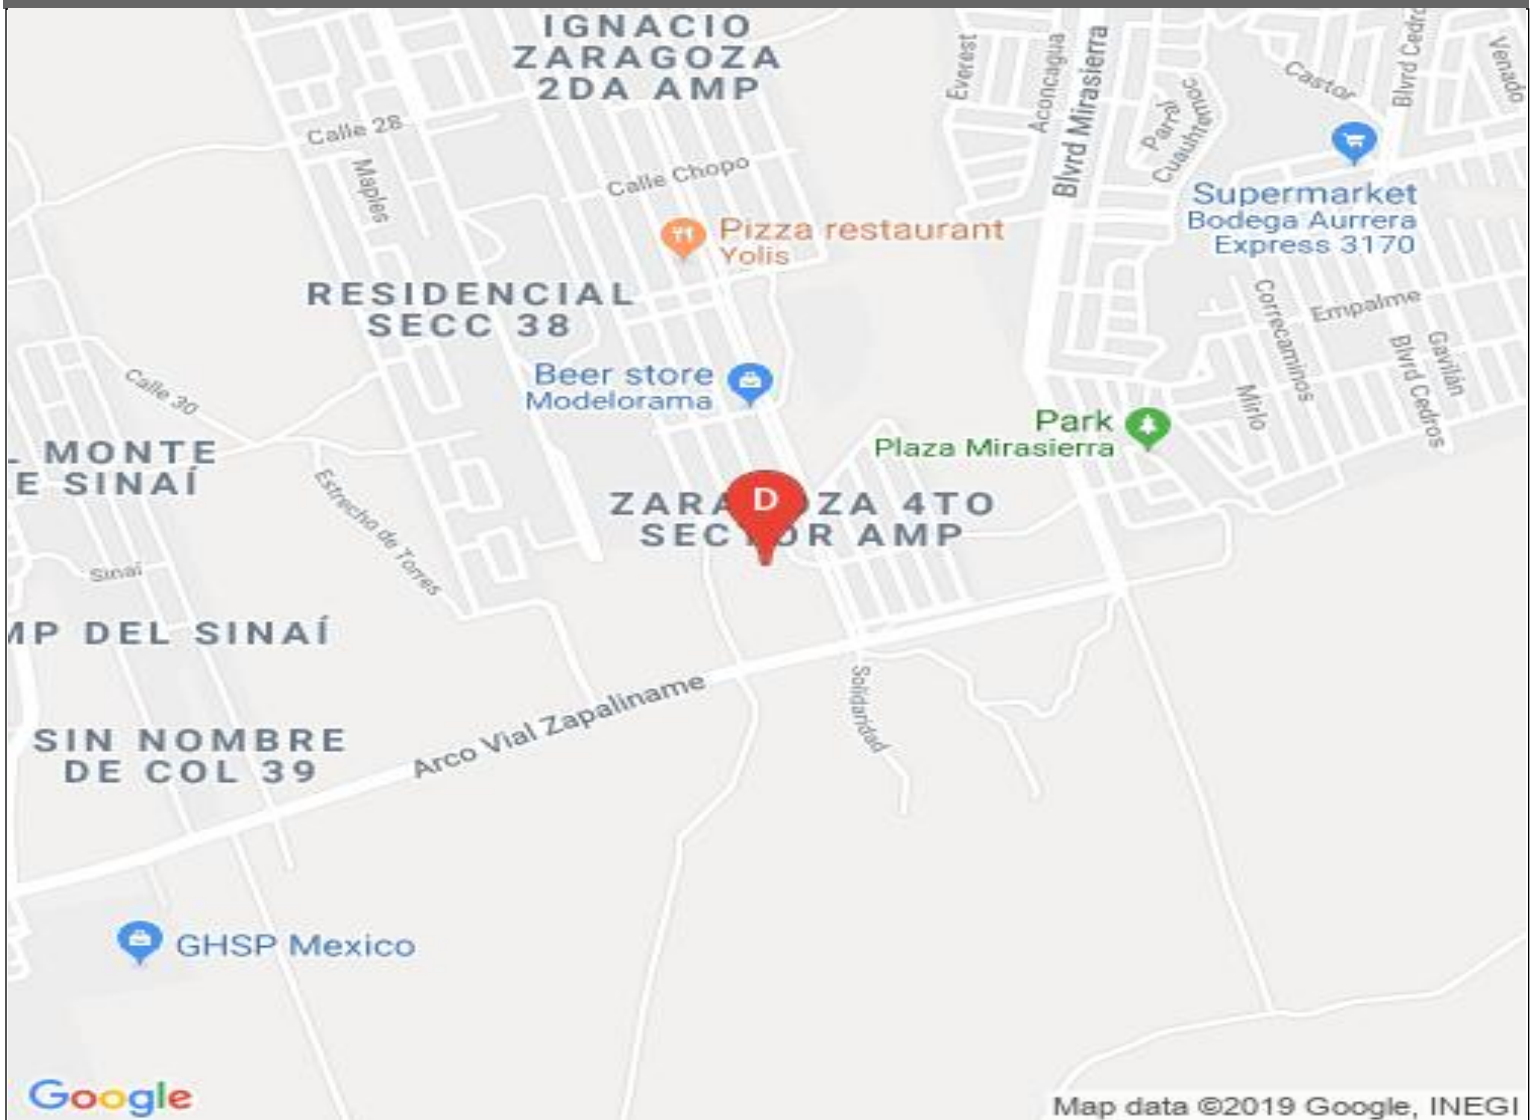 IGNACIO
ZARAGOZA
2DA AMP
Everest
Aconcagua
Blvrd Mirasierra
Parral
Cuauhtemoc
Castor
Blvrd Cedro
Venado
Calle 28
Maples
Calle Chopo
Supermarket
Bodega Aurrera
Express 3170
Pizza restaurant
Yolis
RESIDENCIAL
SECC 38
Correcaminos
Empalme
Gavilán
Blvrd Cedros
Mirlo
Beer store
Modelorama
Calle 30
Park
Plaza Mirasierra
L MONTE
E SINAÍ
Estrecho de Torres
D
ZARA ZA 4TO
SEC OR AMP
Sinaí
MP DEL SINAÍ
Arco Vial Zapaliname
Solidaridad
SIN NOMBRE
DE COL 39
GHSP Mexico
Google
Map data ©2019 Google, INEGI